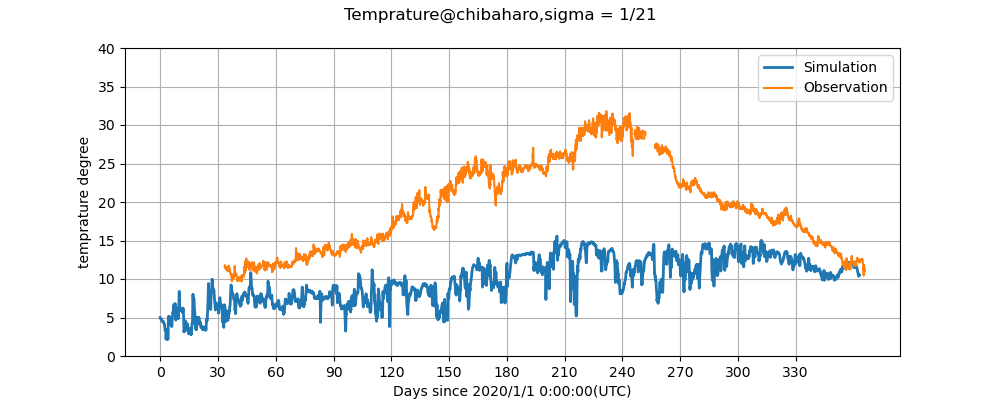 Temprature@chibaharo,sigma = 1/21
40
35
30
25
20
15
10
5
0
temprature degree
Simulation
Observation
0 30 60 90 120 150 180 210 240 270 300 330
Days since 2020/1/1 0:00:00(UTC)